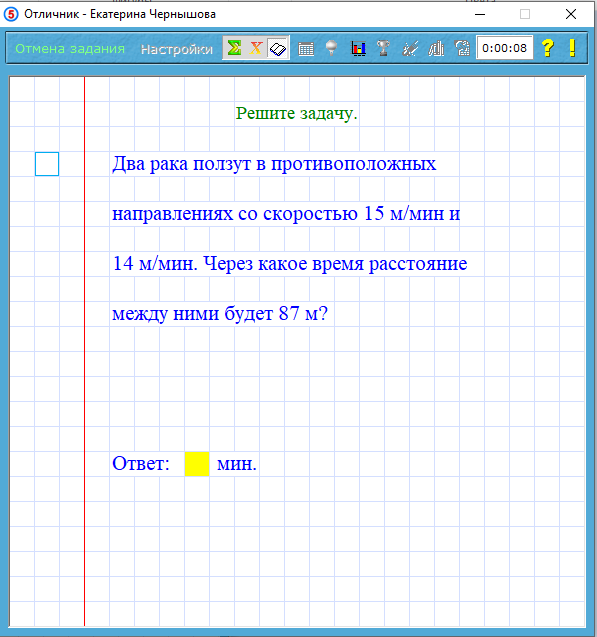 Отличник - Екатерина Чернышова
Отмена задания Настройки 0:00:08
Решите задачу.
Два рака ползут в противоположных
направлениях со скоростью 15 м/мин и
14 м/мин. Через какое время расстояние
между ними будет 87 м?
Ответ: мин.